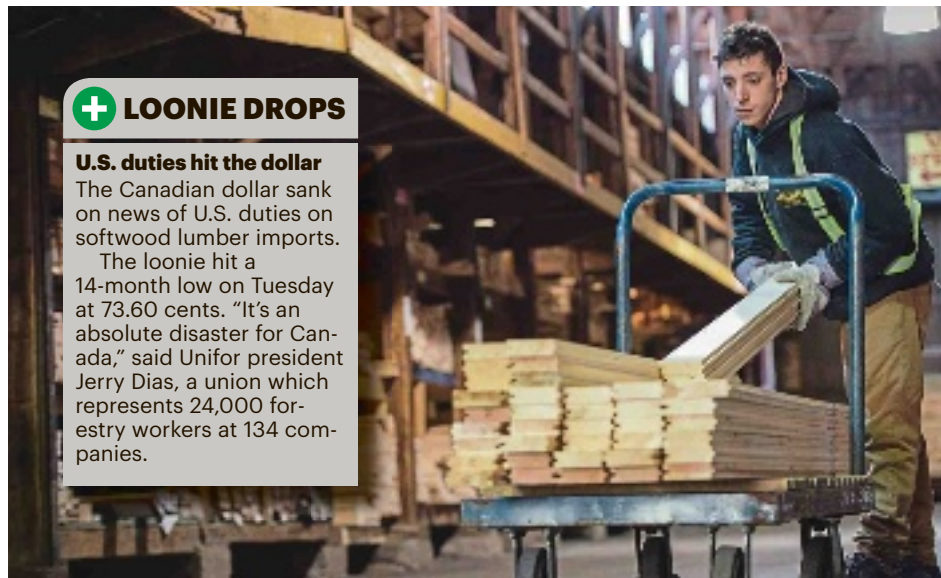 LOONIE DROPS
U.S. duties hit the dollar
The Canadian dollar sank
on news of U.S. duties on
softwood lumber imports.
The loonie hit a
14-month low on Tuesday
at 73.60 cents. “It’s an
absolute disaster for Can-
ada,” said Unifor president
Jerry Dias, a union which
represents 24,000 for-
estry workers at 134 com-
panies.